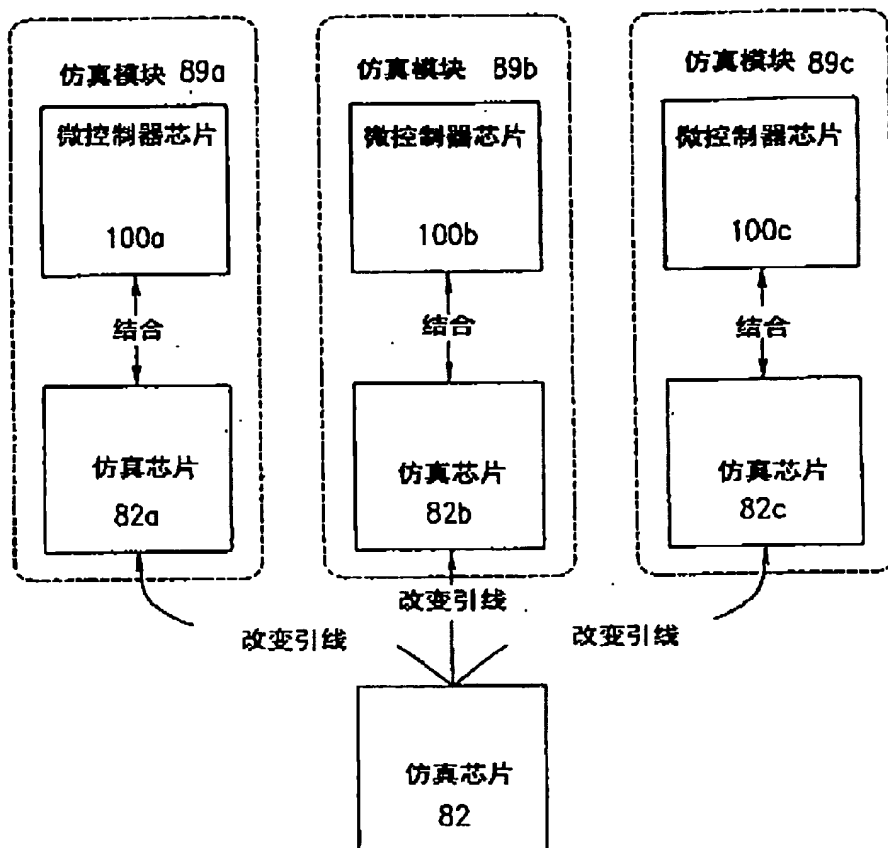 仿真模块 89a
微控制器芯片
100a
结合
仿真芯片
82a
仿真模块 89b
微控制器芯片
100b
结合
仿真芯片
82b
仿真模块 89c
微控制器芯片
100c
结合
仿真芯片
82c
改变引线
改变引线
改变引线
仿真芯片
82